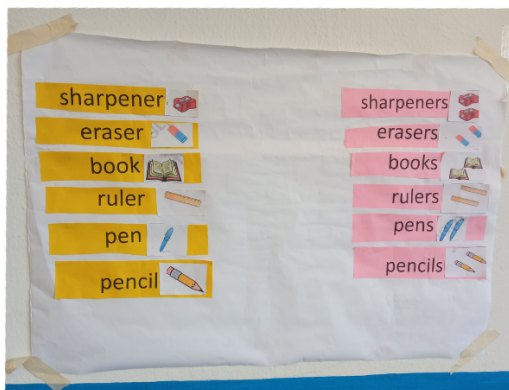 sharpener
eraser
book
ruler
pen
pencil
sharpeners
erasers
books
rulers
pens
pencils